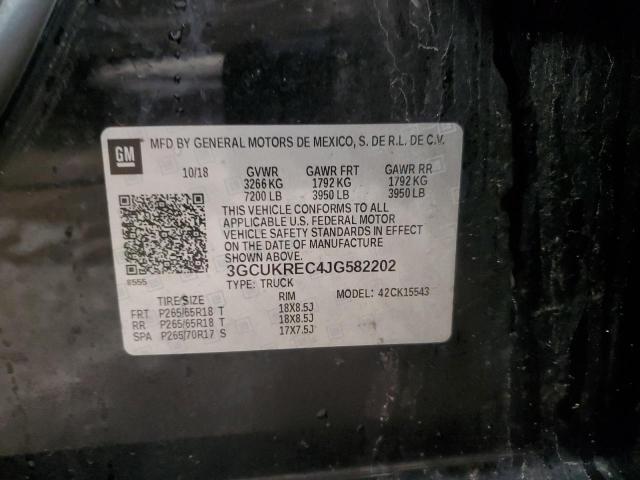 GM
MFD BY GENERAL MOTORS DE MEXICO, S. DE R.L. DE C.V.
10/18 GVWR GAWR FRT GAWR RR
3266 KG 1792 KG 1792 KG
7200 LB 3950 LB 3950 LB
THIS VEHICLE CONFORMS TO ALL
APPLICABLE U.S. FEDERAL MOTOR
VEHICLE SAFETY STANDARDS IN EFFECT
ON THE DATE OF MANUFACTURE
SHOWN ABOVE.
3GCUKREC4JG582202
8555 TYPE: TRUCK
TIRE/SIZE RIM MODEL: 42CK15543
FRT P265/65R18 T 18X8.5J
RR P265/65R18 T 18X8.5J
SPA P265/70R17 S 17X7.5J